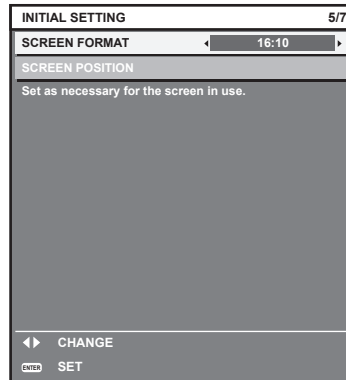 INITIAL SETTING 5/7
SCREEN FORMAT 16:10
SCREEN POSITION
Set as necessary for the screen in use.
CHANGE
ENTER SET